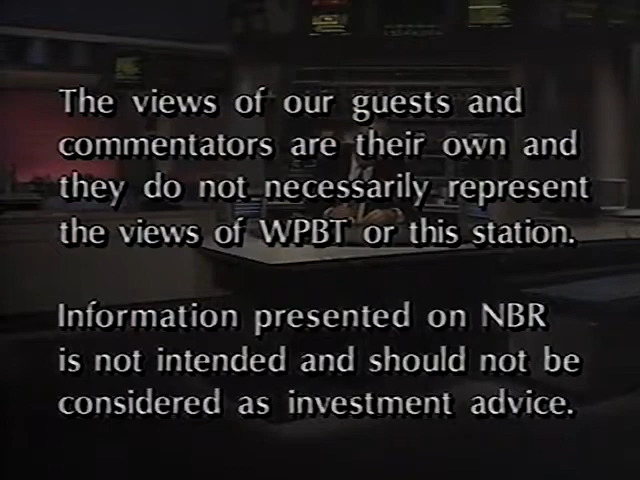 The views of our guests and
commentators are their own and
they do not necessarily represent
the views of WPBT or this station.
Information presented on NBR
is not intended and should not be
considered as investment advice.